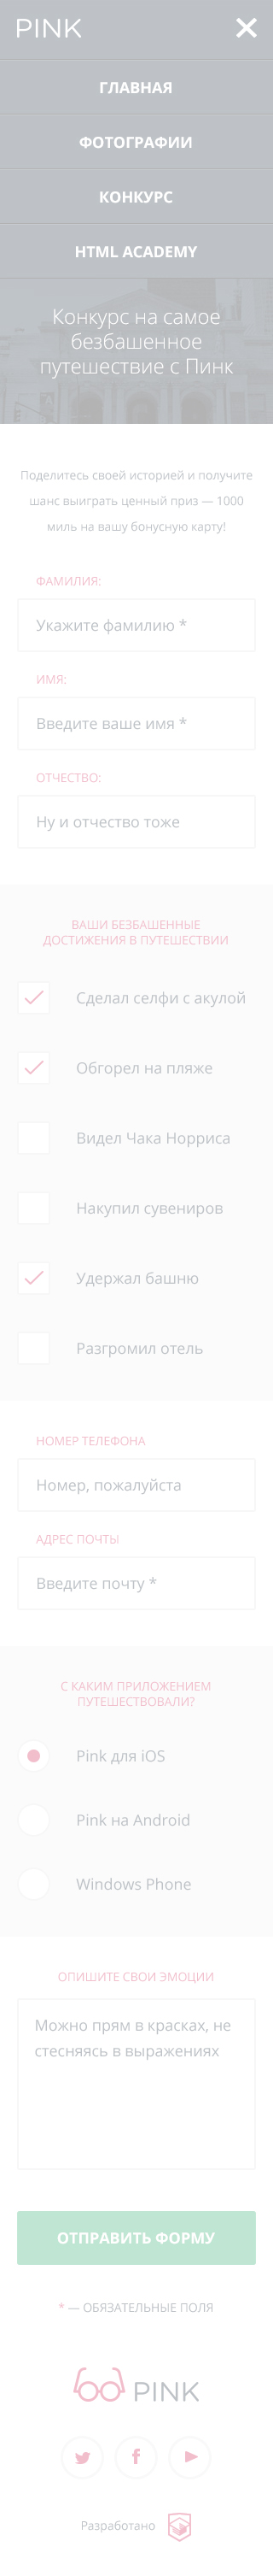 PINK
ГЛАВНАЯ
ФОТОГРАФИИ
КОНКУРС
HTML ACADEMY
Конкурс на самое
безбашенное
путешествие с Пинк
Поделитесь своей историей и получите
шанс выиграть ценный приз — 1000
миль на вашу бонусную карту!
ФАМИЛИЯ:
Укажите фамилию *
ИМЯ:
Введите ваше имя *
ОТЧЕСТВО:
Ну и отчество тоже
ВАШИ БЕЗБАШЕННЫЕ
ДОСТИЖЕНИЯ В ПУТЕШЕСТВИИ
Сделал селфи с акулой
Обгорел на пляже
Видел Чака Норриса
Накупил сувениров
Удержал башню
Разгромил отель
НОМЕР ТЕЛЕФОНА
Номер, пожалуйста
АДРЕС ПОЧТЫ
Введите почту *
С КАКИМ ПРИЛОЖЕНИЕМ
ПУТЕШЕСТВОВАЛИ?
Pink для iOS
Pink на Android
Windows Phone
ОПИШИТЕ СВОИ ЭМОЦИИ
Можно прям в красках, не
стесняясь в выражениях
ОТПРАВИТЬ ФОРМУ
* — ОБЯЗАТЕЛЬНЫЕ ПОЛЯ
PINK
Разработано